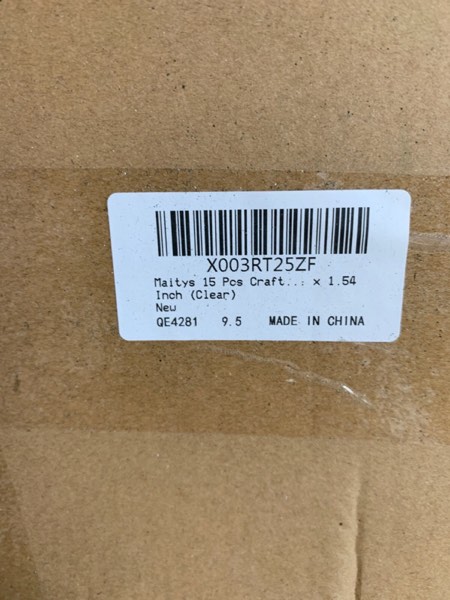 X003RT25ZF
Maitys 15 Pcs Craft... x 1.54
Inch (Clear)
New
QE4281 9.5 MADE IN CHINA